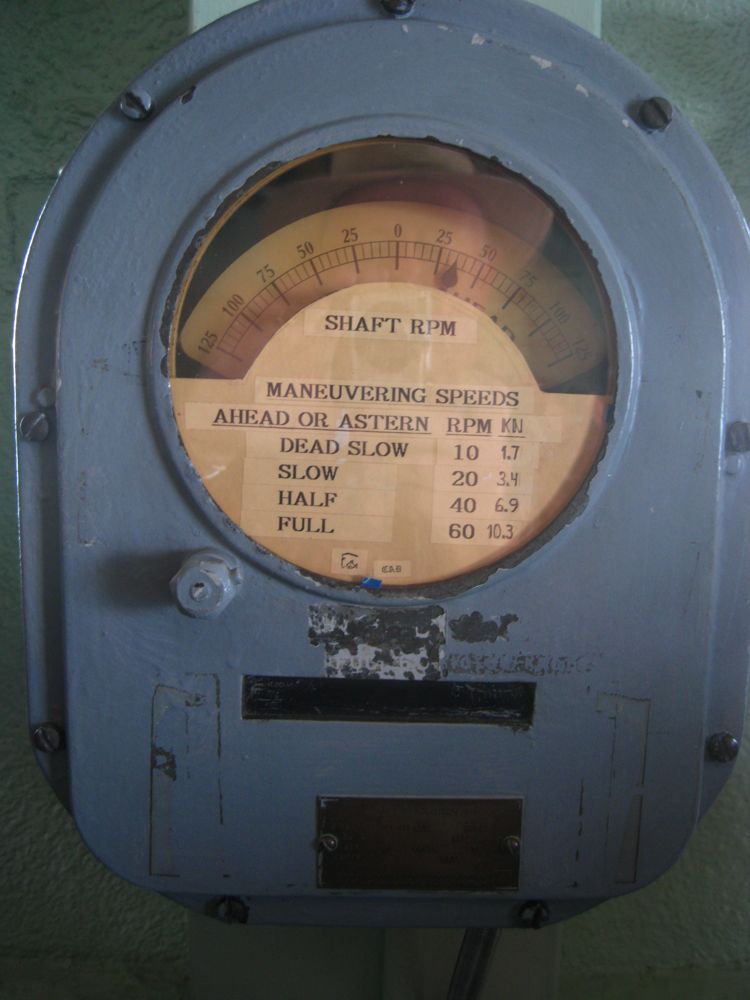 125 100 75 50 25 0 25 50 75 100 125
AHEAD
SHAFT RPM
MANEUVERING SPEEDS
AHEAD OR ASTERN RPM KN
DEAD SLOW 10 1.7
SLOW 20 3.4
HALF 40 6.9
FULL 60 10.3